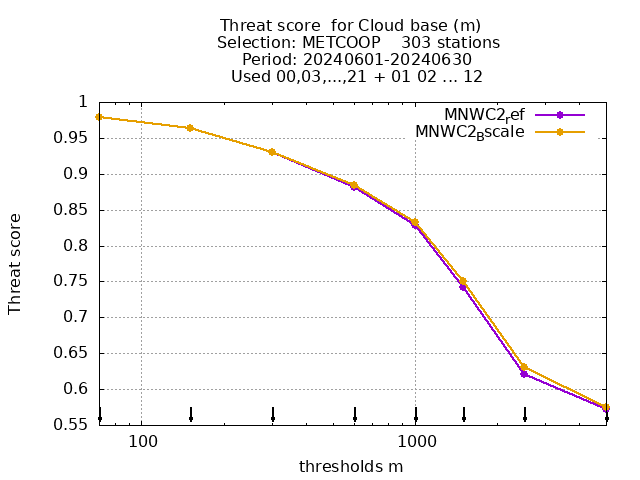 Threat score  for Cloud base (m)
Selection: METCOOP    303 stations
Period: 20240601-20240630
Used 00,03,...,21 + 01 02 ... 12
MNWC2_ref
MNWC2_Bscale
Threat score
1
0.95
0.9
0.85
0.8
0.75
0.7
0.65
0.6
0.55
100
1000
thresholds m